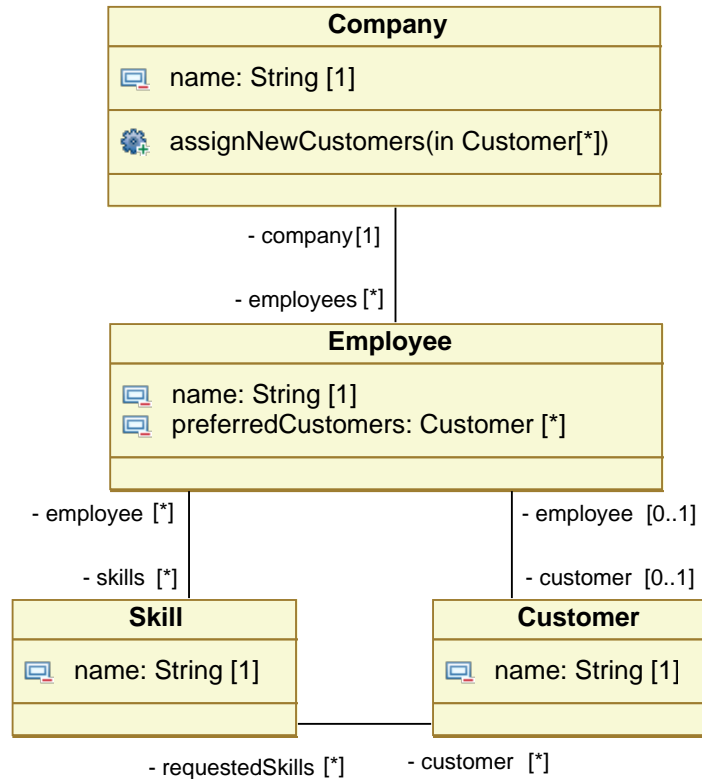 Company
name: String [1]
assignNewCustomers(in Customer[*])
- company[1]
- employees [*]
Employee
name: String [1]
preferredCustomers: Customer [*]
- employee [*]
- employee [0..1]
- skills [*]
- customer [0..1]
Skill
Customer
name: String [1]
name: String [1]
- requestedSkills [*]
- customer [*]